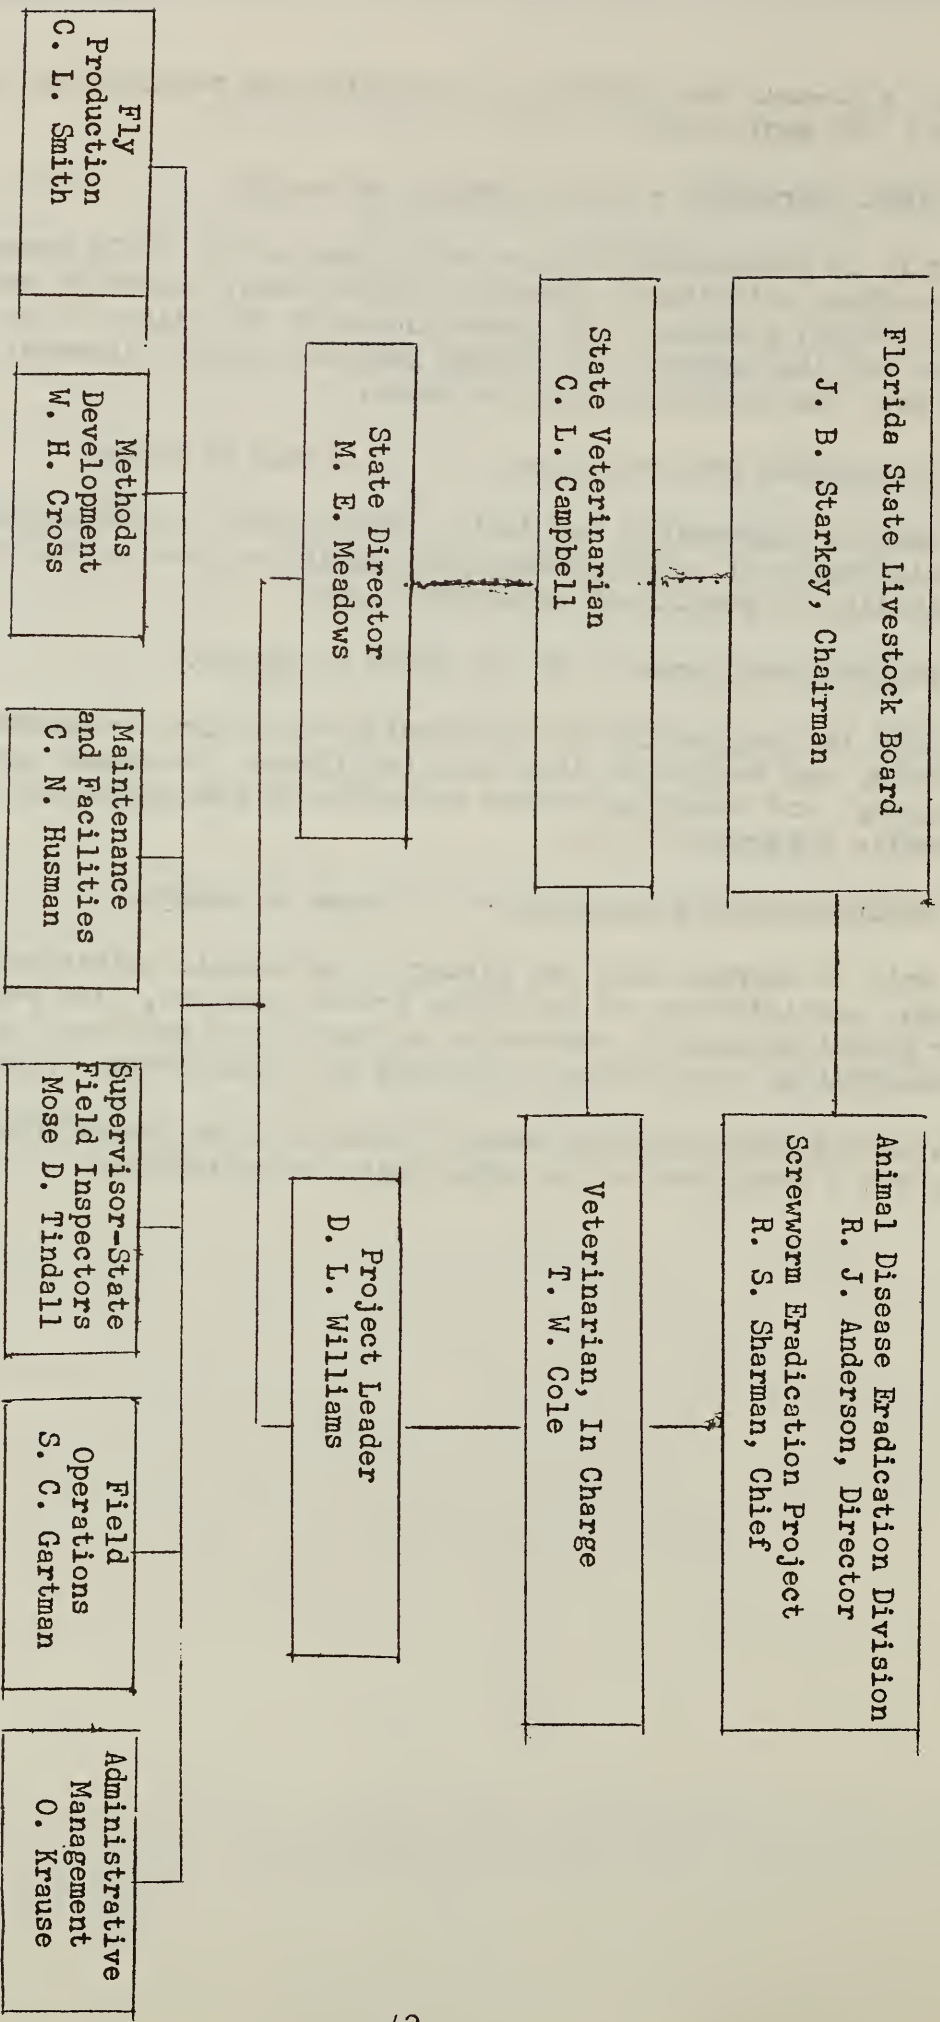 Florida State Livestock Board
J. B. Starkey, Chairman
Animal Disease Eradication Division
R. J. Anderson, Director
Screwworm Eradication Project
R. S. Sharman, Chief
State Veterinarian
C. L. Campbell
Veterinarian, In Charge
T. W. Cole
State Director
M. E. Meadows
Project Leader
D. L. Williams
Fly
Production
C. L. Smith
Methods
Development
W. H. Cross
Maintenance
and Facilities
C. N. Husman
Supervisor-State
Field Inspectors
Mose D. Tindall
Field
Operations
S. C. Gartman
Administrative
Management
O. Krause